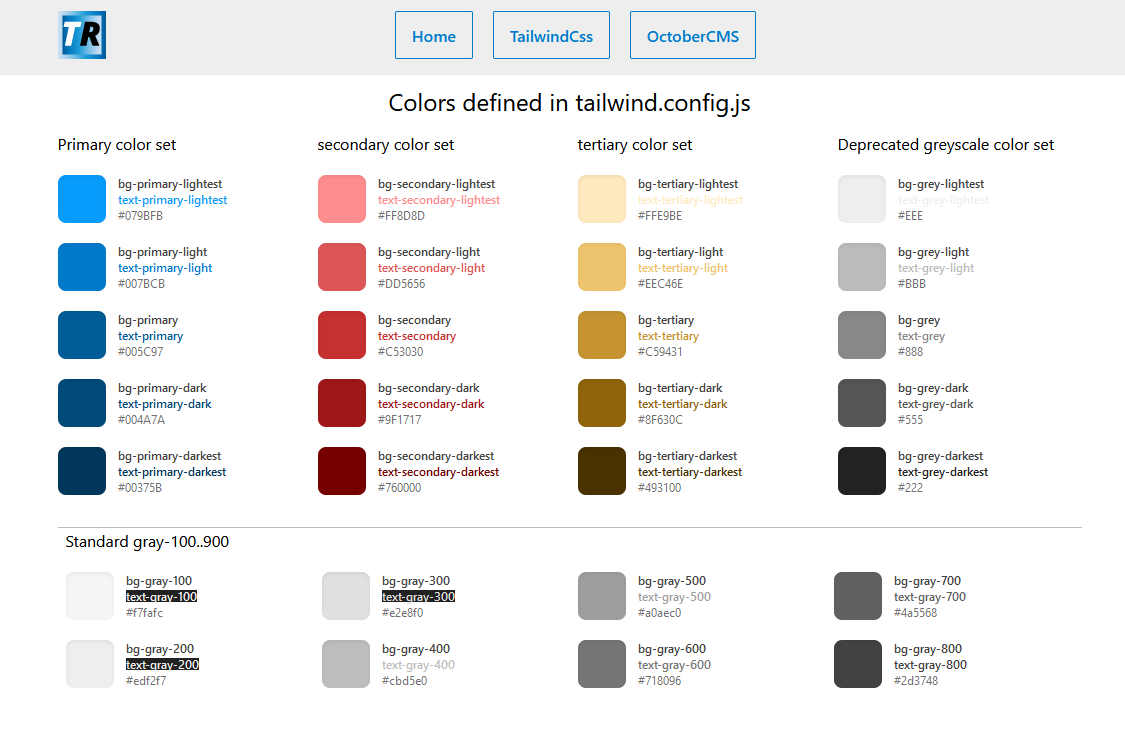 TR
Home
TailwindCss
OctoberCMS
Colors defined in tailwind.config.js
Primary color set
bg-primary-lightest
text-primary-lightest
#079BFB
bg-primary-light
text-primary-light
#007BCB
bg-primary
text-primary
#005C97
bg-primary-dark
text-primary-dark
#004A7A
bg-primary-darkest
text-primary-darkest
#00375B
secondary color set
bg-secondary-lightest
text-secondary-lightest
#FF8D8D
bg-secondary-light
text-secondary-light
#DD5656
bg-secondary
text-secondary
#C53030
bg-secondary-dark
text-secondary-dark
#9F1717
bg-secondary-darkest
text-secondary-darkest
#760000
tertiary color set
bg-tertiary-lightest
text-tertiary-lightest
#FFE9BE
bg-tertiary-light
text-tertiary-light
#EEC46E
bg-tertiary
text-tertiary
#C59431
bg-tertiary-dark
text-tertiary-dark
#8F630C
bg-tertiary-darkest
text-tertiary-darkest
#493100
Deprecated greyscale color set
bg-grey-lightest
text-grey-lightest
#EEE
bg-grey-light
text-grey-light
#BBB
bg-grey
text-grey
#888
bg-grey-dark
text-grey-dark
#555
bg-grey-darkest
text-grey-darkest
#222
Standard gray-100..900
bg-gray-100
text-gray-100
#f7fafc
bg-gray-200
text-gray-200
#edf2f7
bg-gray-300
text-gray-300
#e2e8f0
bg-gray-400
text-gray-400
#cbd5e0
bg-gray-500
text-gray-500
#a0aec0
bg-gray-600
text-gray-600
#718096
bg-gray-700
text-gray-700
#4a5568
bg-gray-800
text-gray-800
#2d3748